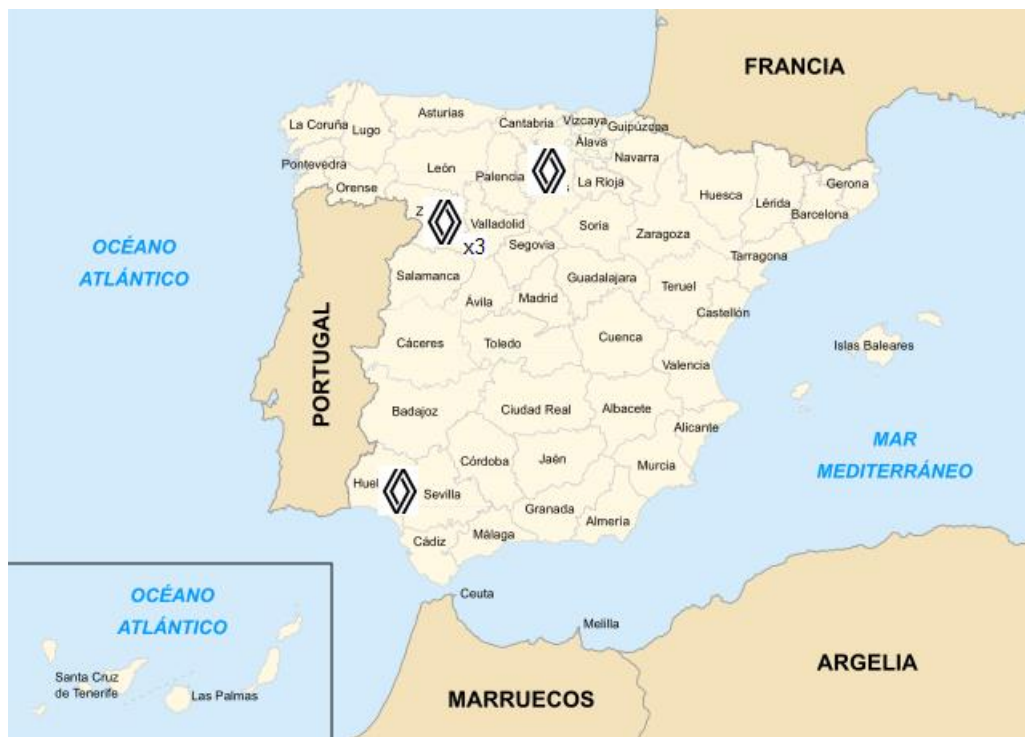 FRANCIA
Asturias
Cantabria
Vizcaya
Guipúzcoa
La Coruña
Lugo
Álava
Navarra
Pontevedra
León
Palencia
La Rioja
Orense
Huesca
Lérida
Gerona
Barcelona
Z
Valladolid
Soria
Zaragoza
x3
Segovia
Tarragona
OCÉANO
ATLÁNTICO
Salamanca
Guadalajara
Teruel
Ávila
Madrid
Castellón
PORTUGAL
Cáceres
Toledo
Cuenca
Islas Baleares
Valencia
Badajoz
Ciudad Real
Albacete
Alicante
MAR
MEDITERRÁNEO
Córdoba
Jaén
Murcia
Huel
Sevilla
Granada
Almería
Cádiz
Málaga
OCÉANO
ATLÁNTICO
Ceuta
Melilla
Santa Cruz
de Tenerife
Las Palmas
MARRUECOS
ARGELIA